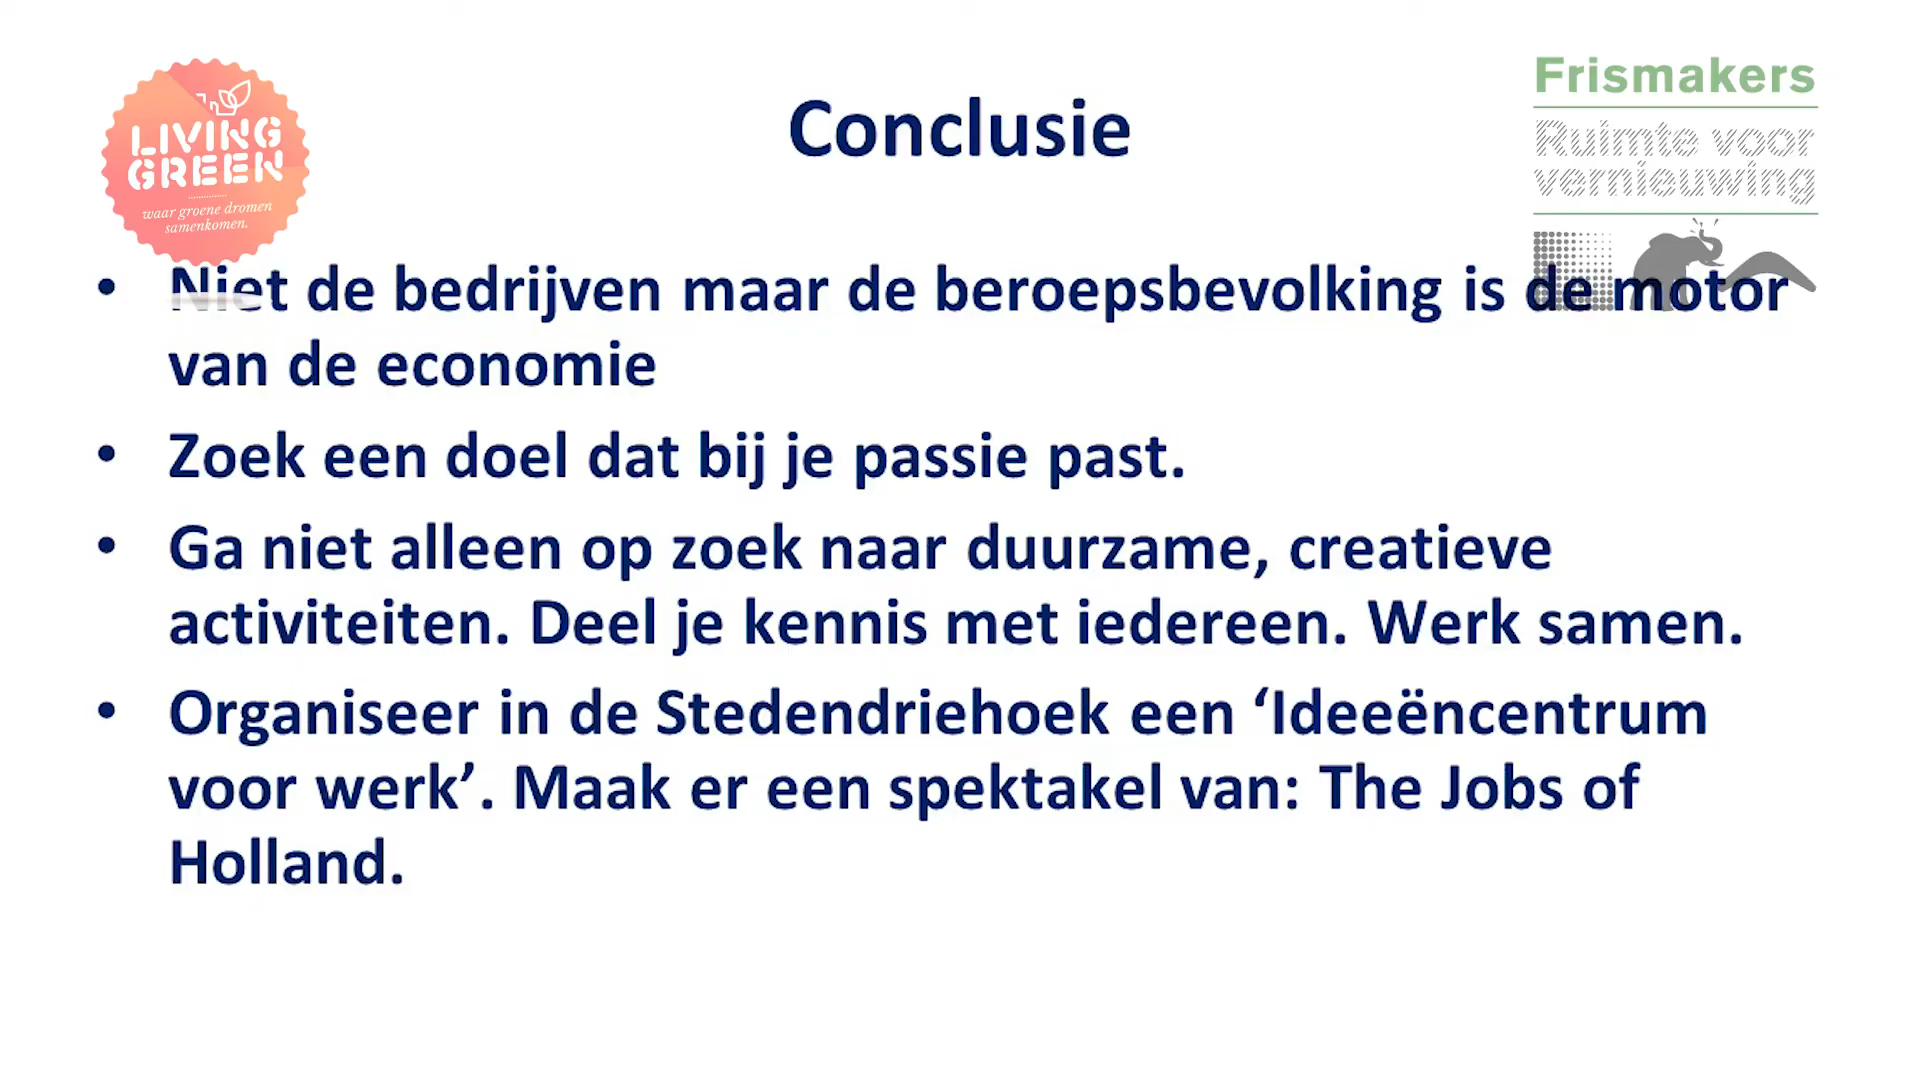 LIVING
GREEN
waar groene dromen
samenkomen.
Frismakers
Ruimte voor
vernieuwing
Conclusie
• Niet de bedrijven maar de beroepsbevolking is de motor
van de economie
• Zoek een doel dat bij je passie past.
• Ga niet alleen op zoek naar duurzame, creatieve
activiteiten. Deel je kennis met iedereen. Werk samen.
• Organiseer in de Stedendriehoek een ‘Ideeëncentrum
voor werk’. Maak er een spektakel van: The Jobs of
Holland.